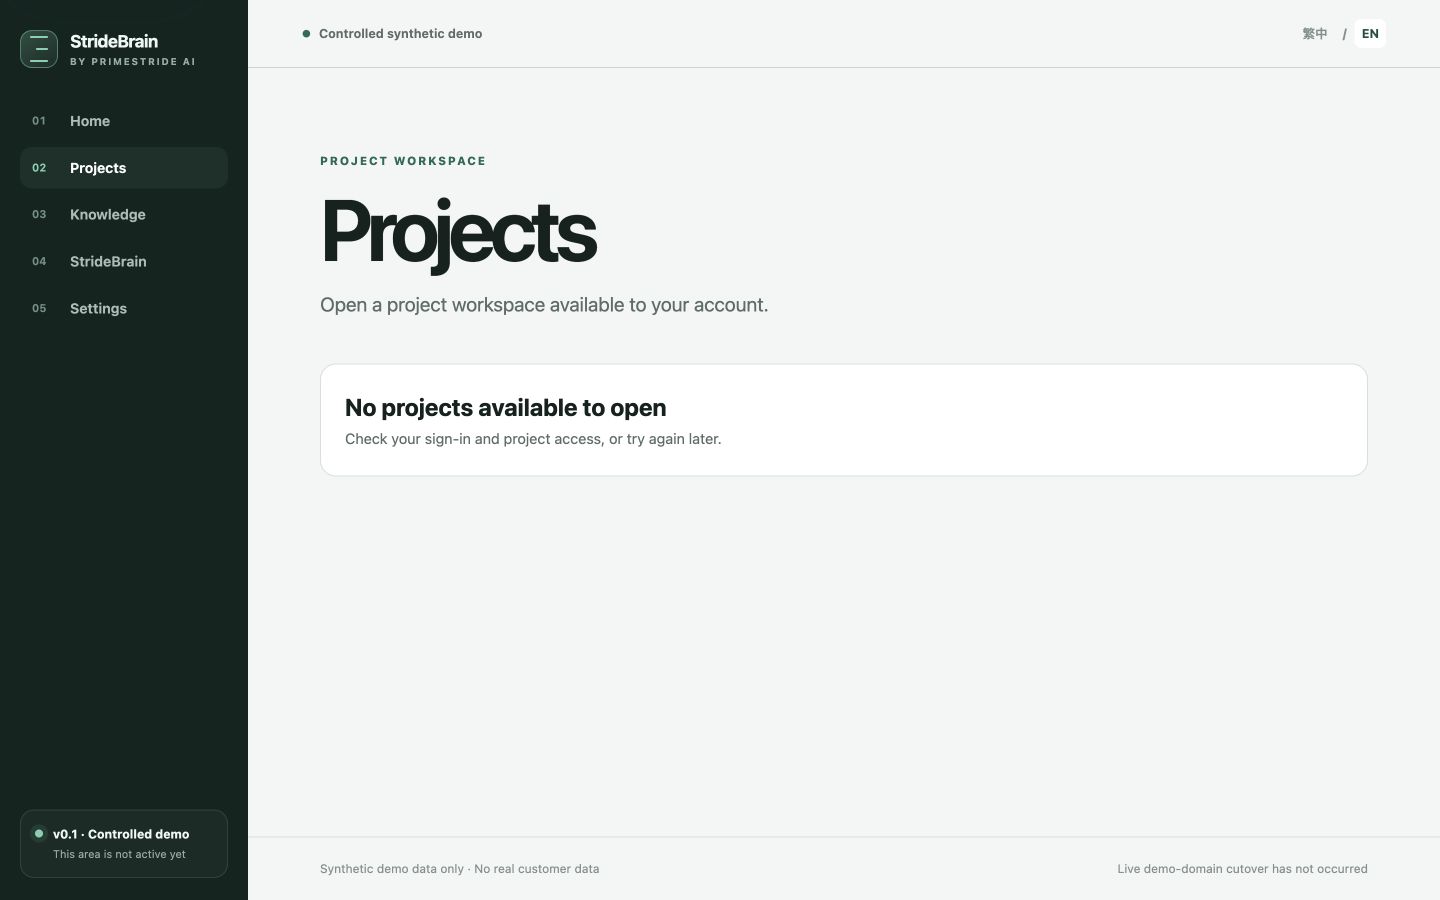 StrideBrain
BY PRIMESTRIDE AI
01 Home
02 Projects
03 Knowledge
04 StrideBrain
05 Settings
v0.1 · Controlled demo
This area is not active yet
Controlled synthetic demo
繁中 / EN
PROJECT WORKSPACE
Projects
Open a project workspace available to your account.
No projects available to open
Check your sign-in and project access, or try again later.
Synthetic demo data only · No real customer data
Live demo-domain cutover has not occurred